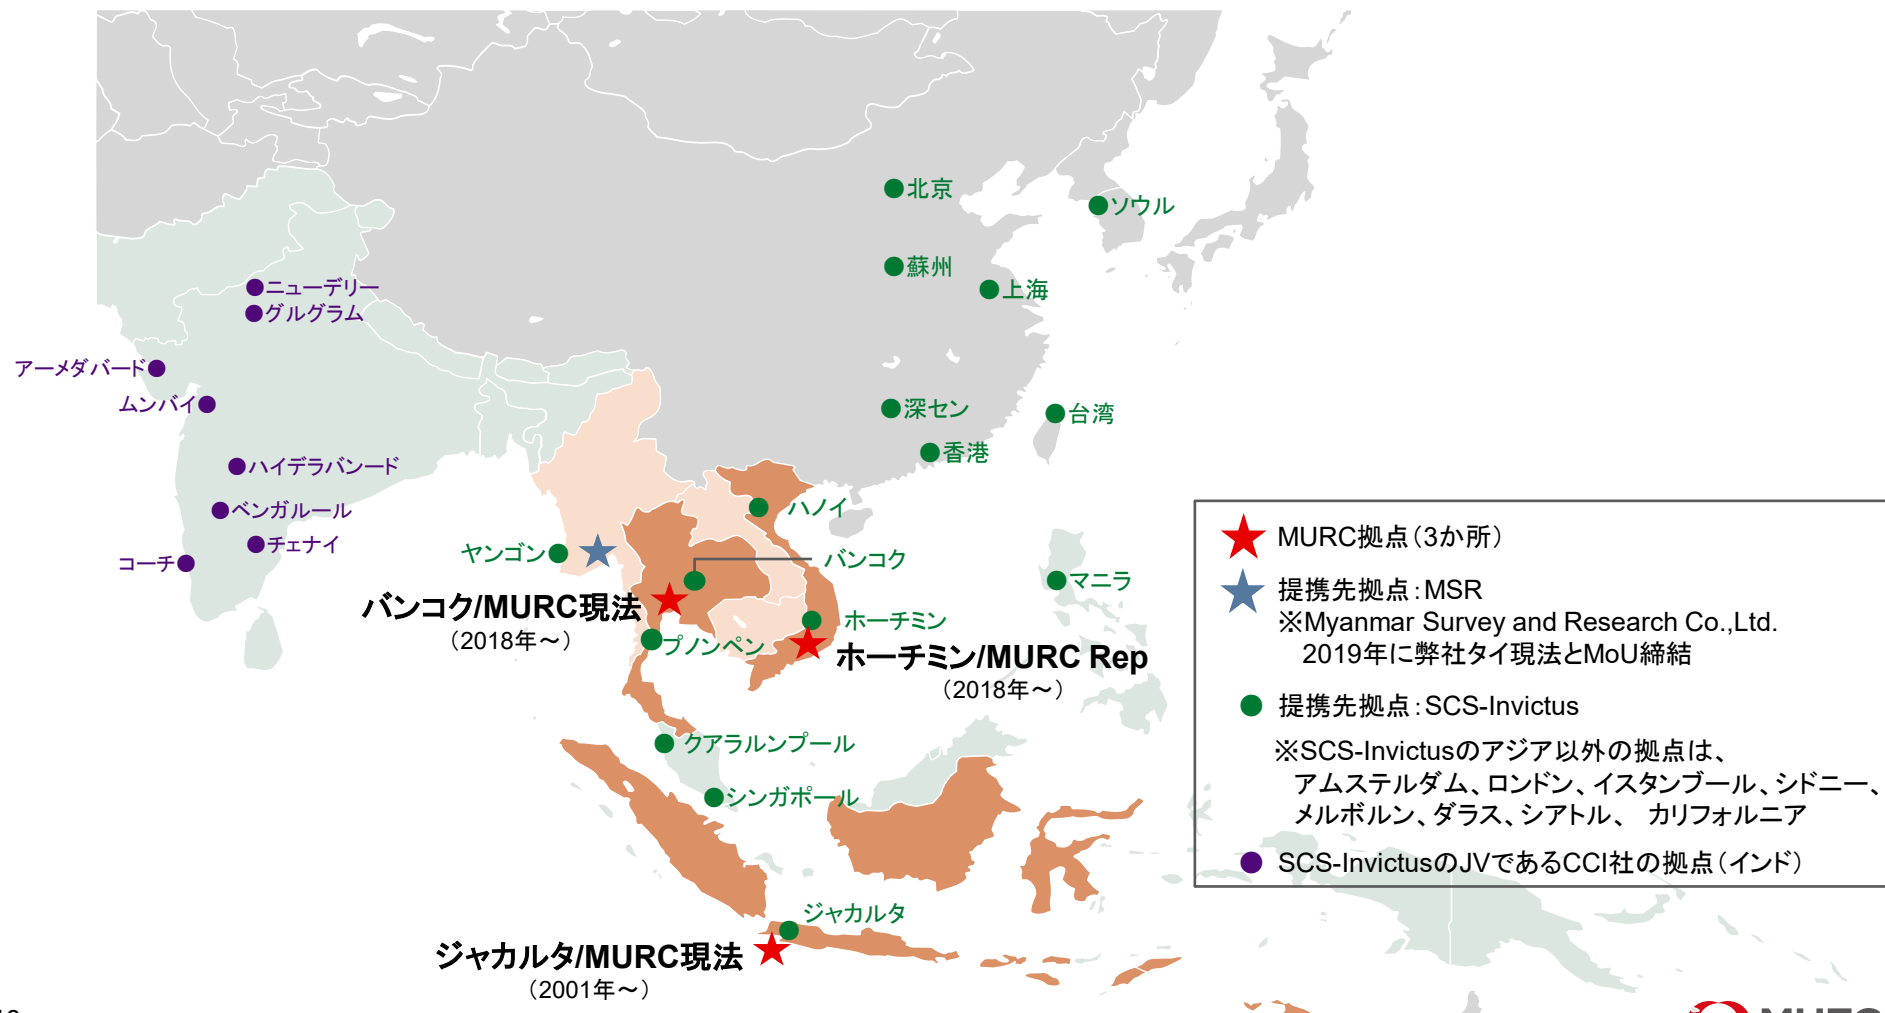 北京
ソウル
蘇州
上海
ニューデリー
グルグラム
アーメダバード
ムンバイ
深セン
台湾
香港
ハイデラバンード
ベンガルール
チェナイ
コーチ
ハノイ
ヤンゴン
バンコク
マニラ
バンコク/MURC現法
（2018年～）
ホーチミン
プノンペン
ホーチミン/MURC Rep
（2018年～）
クアラルンプール
シンガポール
ジャカルタ
ジャカルタ/MURC現法
（2001年～）
MURC拠点（3か所）
提携先拠点：MSR
※Myanmar Survey and Research Co.,Ltd.
2019年に弊社タイ現法とMoU締結
提携先拠点：SCS-Invictus
※SCS-Invictusのアジア以外の拠点は、
アムステルダム、ロンドン、イスタンブール、シドニー、
メルボルン、ダラス、シアトル、 カリフォルニア
SCS-InvictusのJVであるCCI社の拠点（インド）